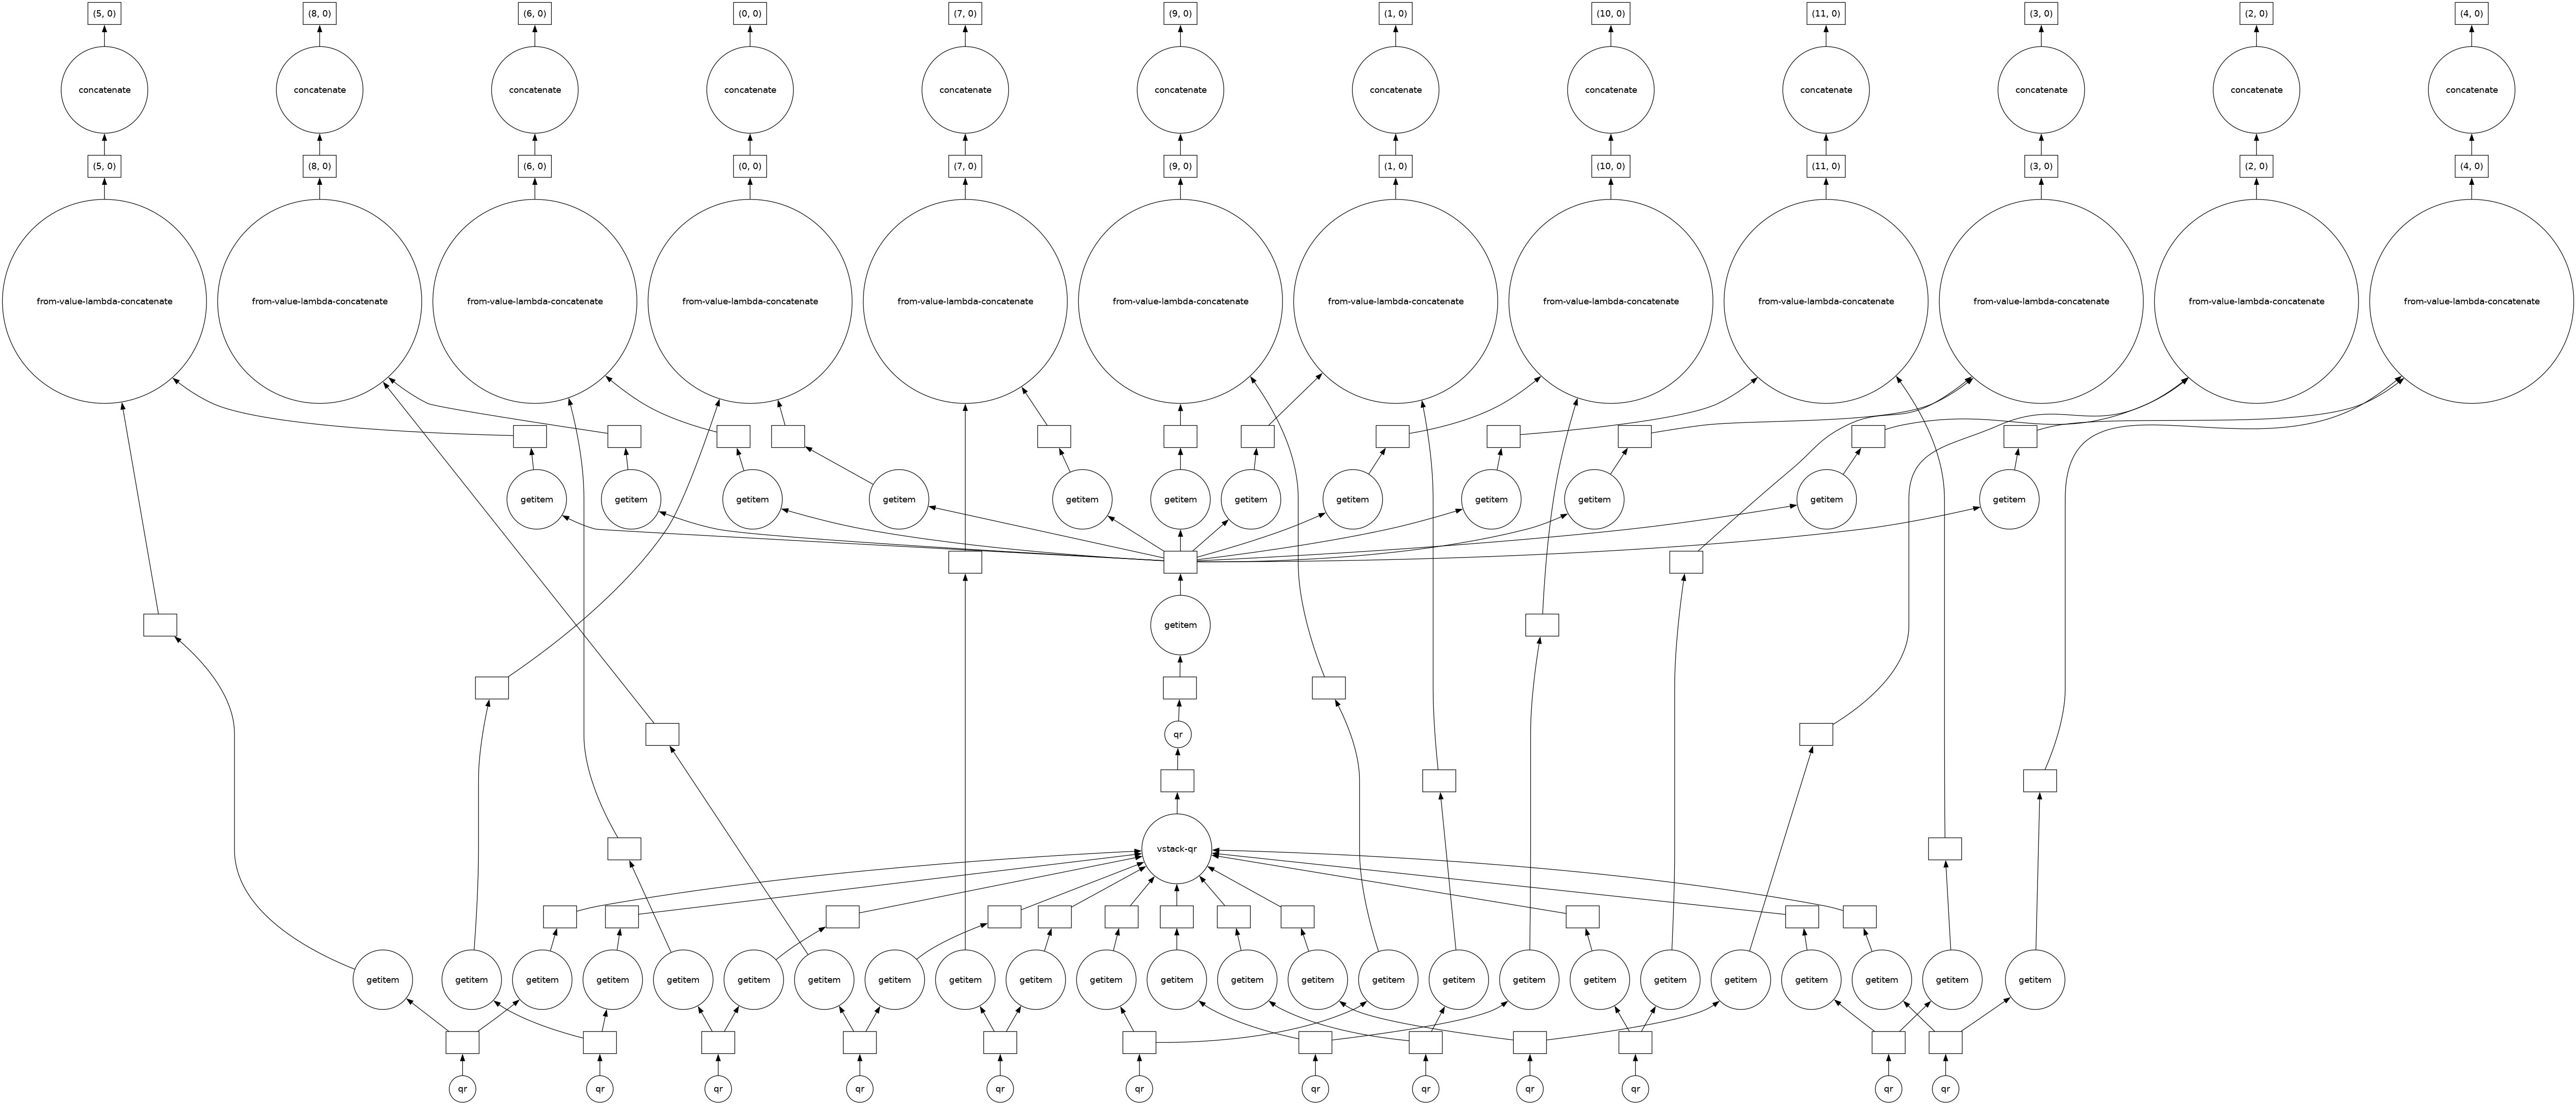 (5, 0) (8, 0) (6, 0) (0, 0) (7, 0) (9, 0) (1, 0) (10, 0) (11, 0) (3, 0) (2, 0) (4, 0)
concatenate concatenate concatenate concatenate concatenate concatenate concatenate concatenate concatenate concatenate concatenate concatenate
(5, 0) (8, 0) (6, 0) (0, 0) (7, 0) (9, 0) (1, 0) (10, 0) (11, 0) (3, 0) (2, 0) (4, 0)
from-value-lambda-concatenate from-value-lambda-concatenate from-value-lambda-concatenate from-value-lambda-concatenate from-value-lambda-concatenate from-value-lambda-concatenate from-value-lambda-concatenate from-value-lambda-concatenate from-value-lambda-concatenate from-value-lambda-concatenate from-value-lambda-concatenate from-value-lambda-concatenate
getitem getitem getitem getitem getitem getitem getitem getitem getitem getitem getitem getitem
getitem
qr
vstack-qr
getitem getitem getitem getitem getitem getitem getitem getitem getitem getitem getitem getitem getitem getitem getitem getitem getitem getitem getitem getitem getitem getitem getitem getitem
qr qr qr qr qr qr qr qr qr qr qr qr